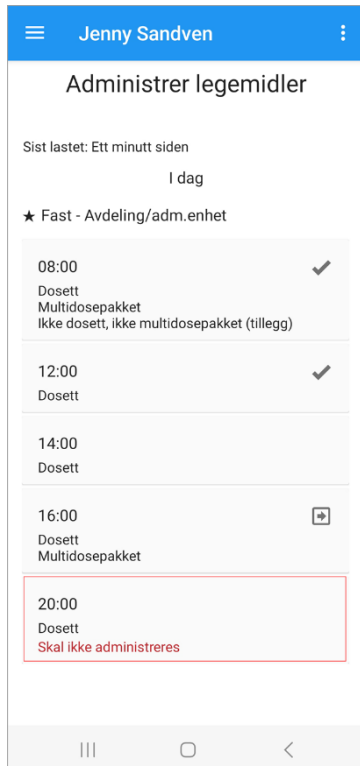 Jenny Sandven
Administrer legemidler
Sist lastet: Ett minutt siden
I dag
★ Fast - Avdeling/adm.enhet
08:00
Dosett
Multidosepakket
Ikke dosett, ikke multidosepakket (tillegg)
12:00
Dosett
14:00
Dosett
16:00
Dosett
Multidosepakket
20:00
Dosett
Skal ikke administreres